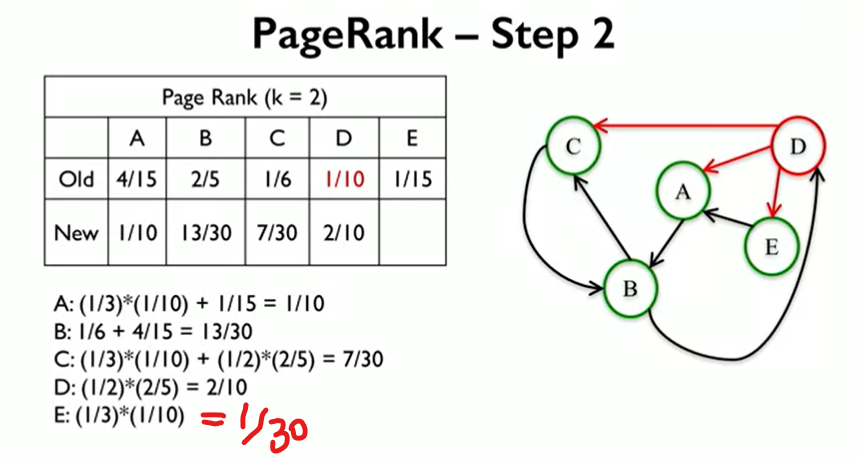 PageRank – Step 2
Page Rank (k = 2)
A B C D E
Old 4/15 2/5 1/6 1/10 1/15
New 1/10 13/30 7/30 2/10
A: (1/3)*(1/10) + 1/15 = 1/10
B: 1/6 + 4/15 = 13/30
C: (1/3)*(1/10) + (1/2)*(2/5) = 7/30
D: (1/2)*(2/5) = 2/10
E: (1/3)*(1/10) = 1/30
C
D
A
E
B